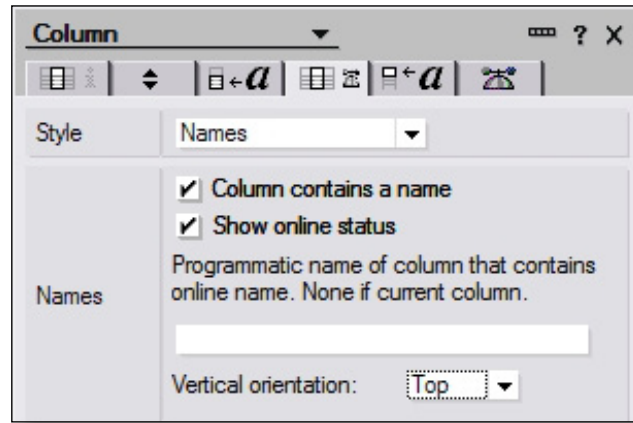 Column
? X
a a
Style Names
Column contains a name
Show online status
Names
Programmatic name of column that contains
online name. None if current column.
Vertical orientation: Top